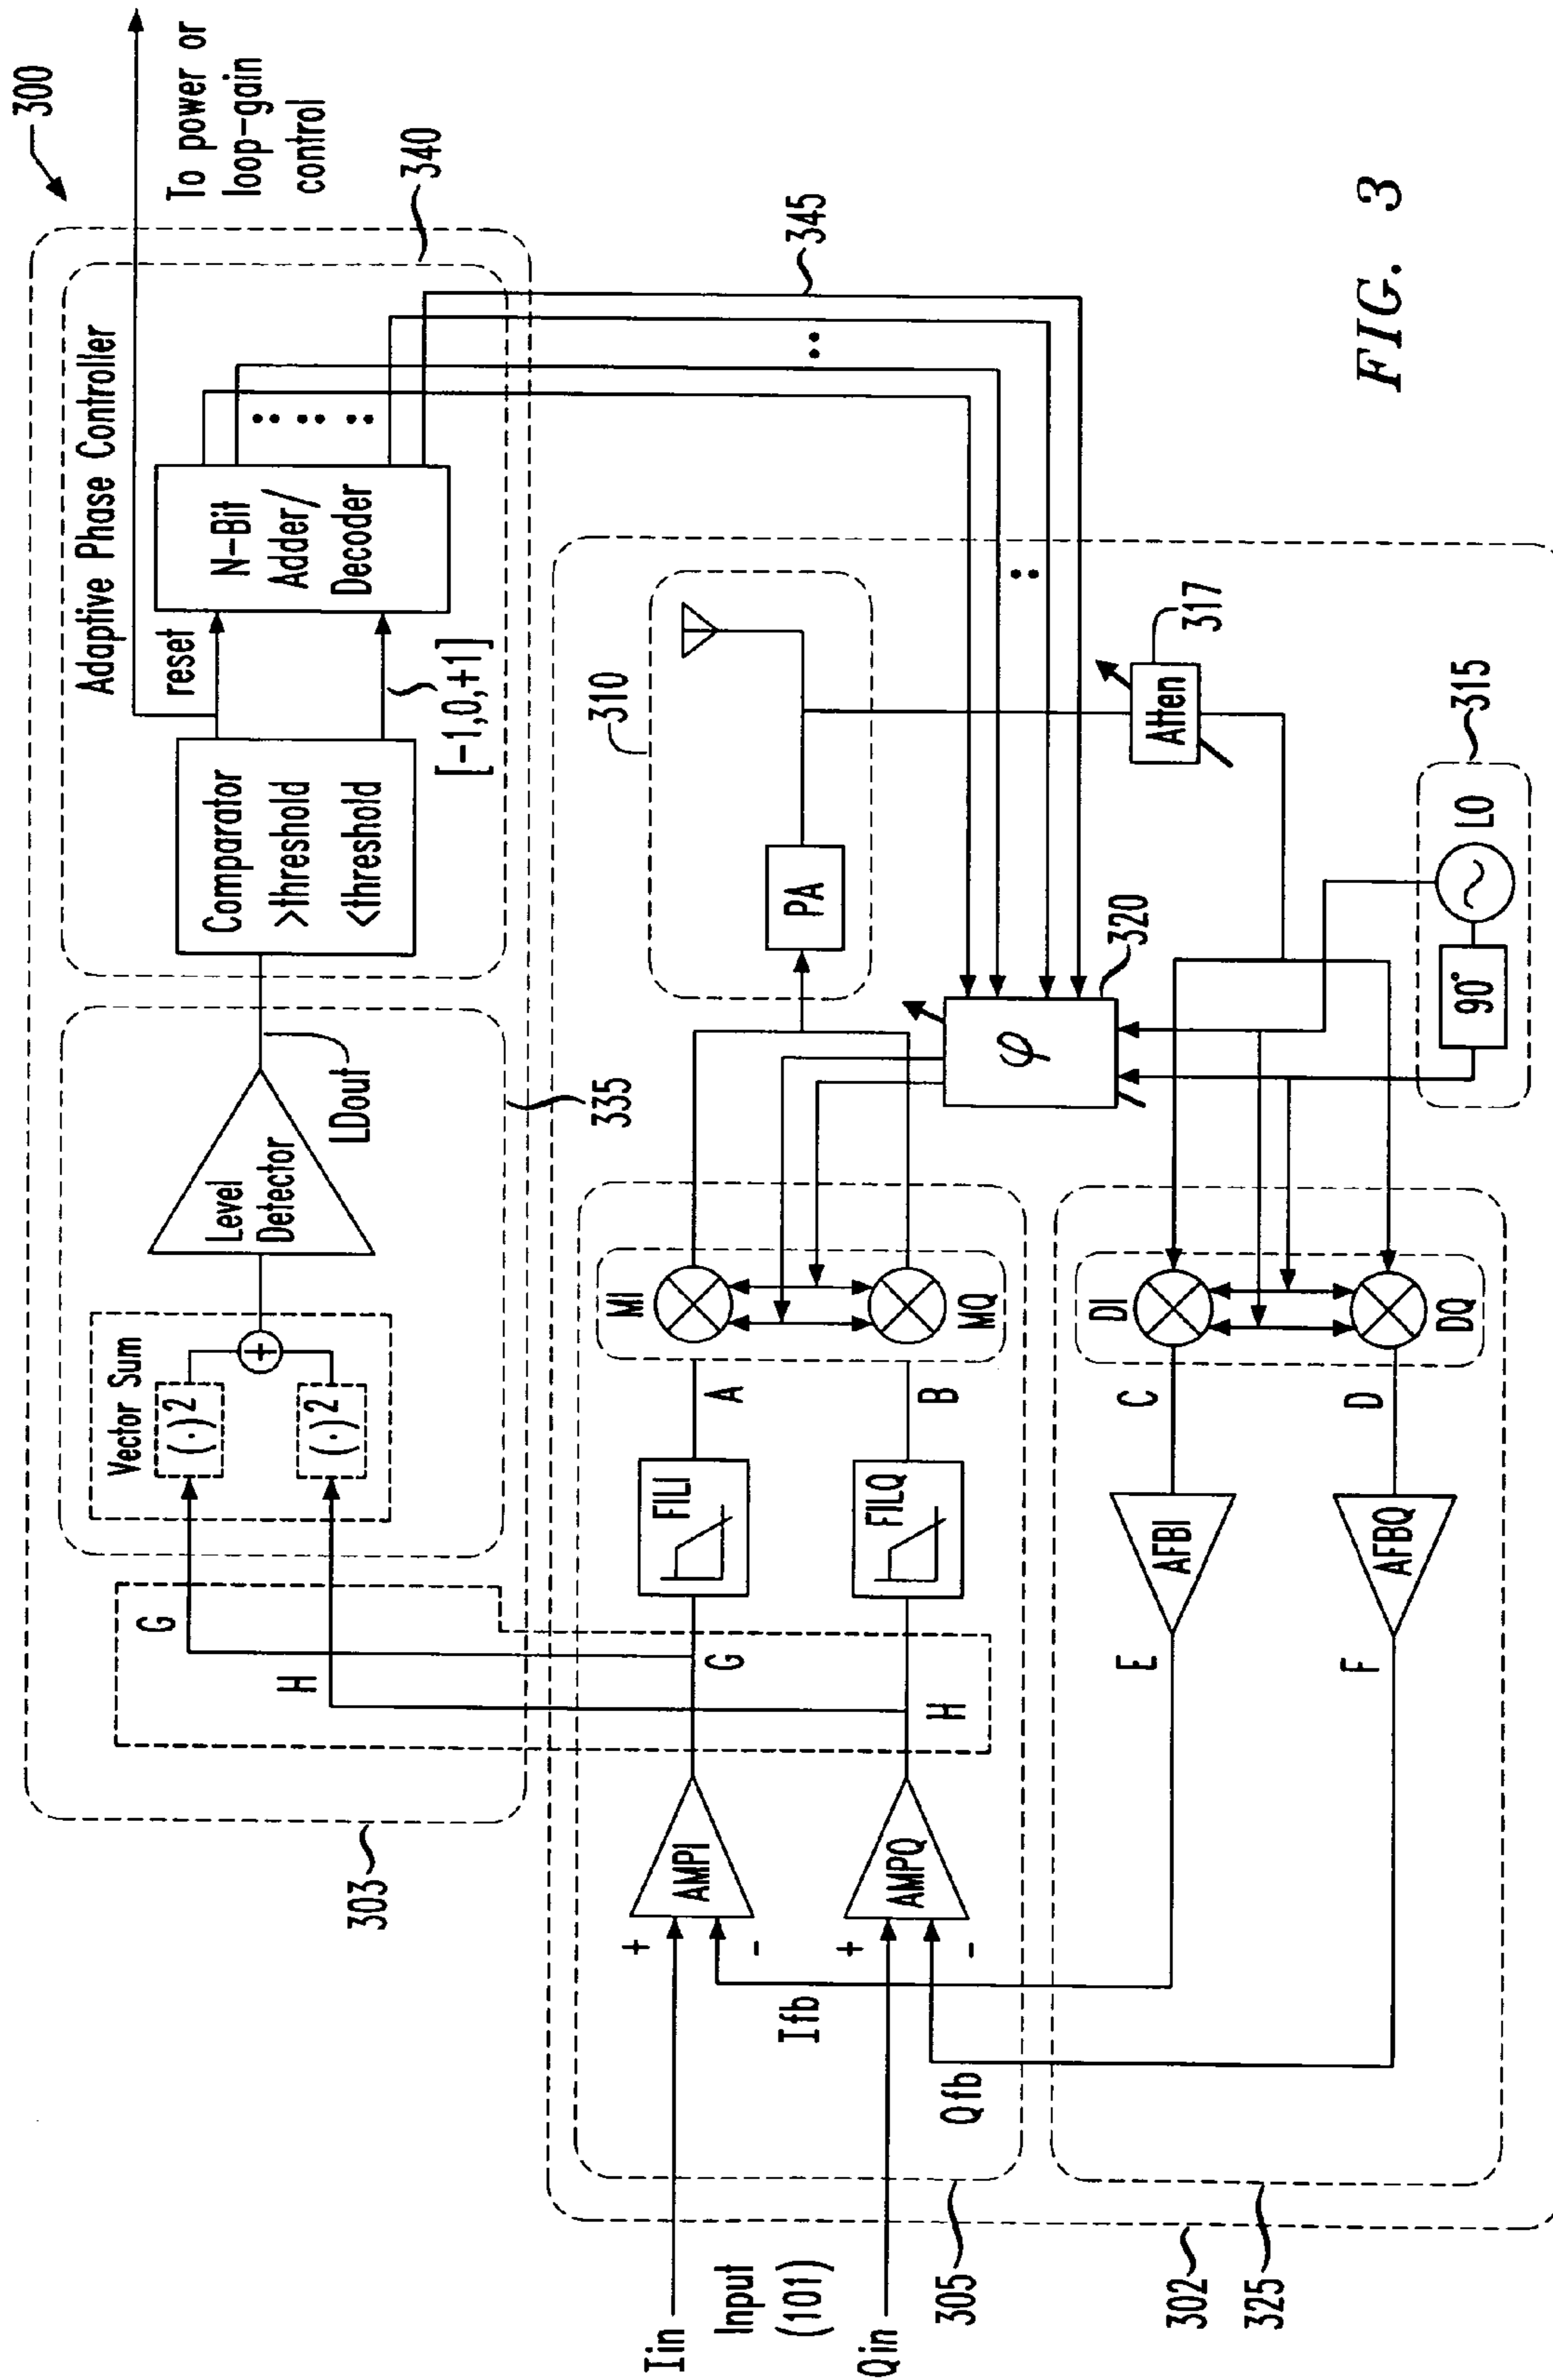 300
To power or
loop-gain
control
Adaptive Phase Controller
340
Vector Sum
(·)2
(·)2
+
Level
Detector
LDout
Comparator
>threshold
<threshold
reset
[-1,0,+1]
N-Bit
Adder/
Decoder
335
345
303
G
H
G
H
Iin
Input
(101)
Qin
+
-
AMPI
+
-
AMPQ
Ifb
Qfb
FILI
FILQ
A
B
MI
MQ
PA
310
φ
320
Atten
317
C
D
DI
DQ
AFBI
AFBQ
E
F
90°
LO
315
305
302
325
FIG. 3